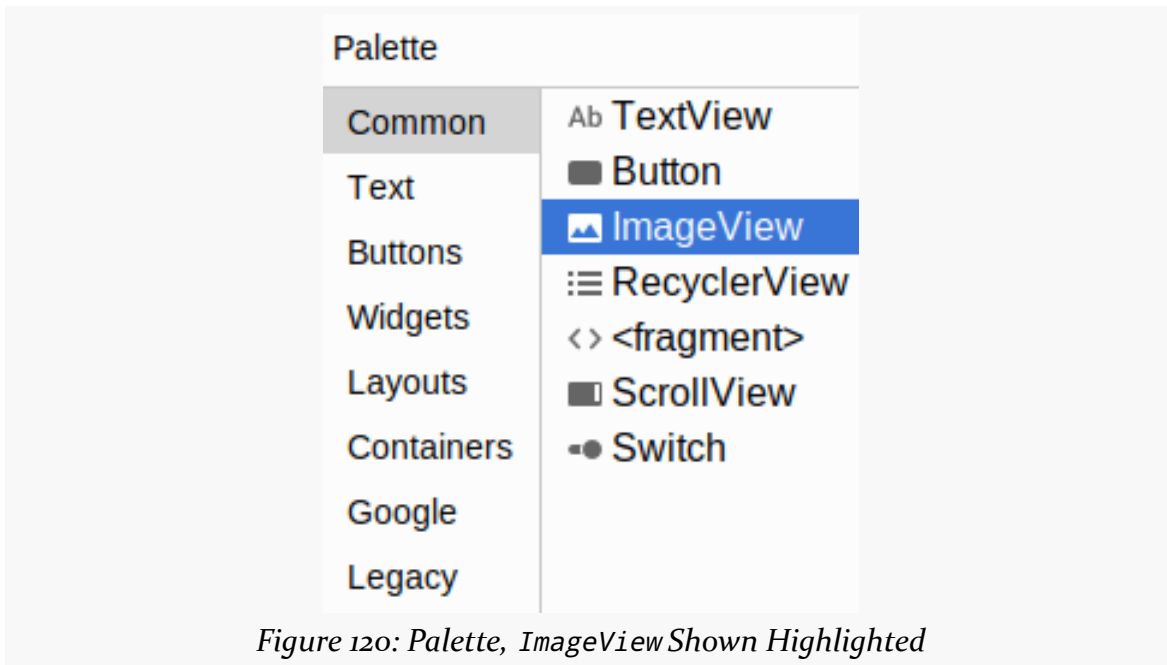 Palette
Common
Text
Buttons
Widgets
Layouts
Containers
Google
Legacy
Ab TextView
Button
ImageView
RecyclerView
<> <fragment>
ScrollView
Switch
Figure 120: Palette, ImageView Shown Highlighted